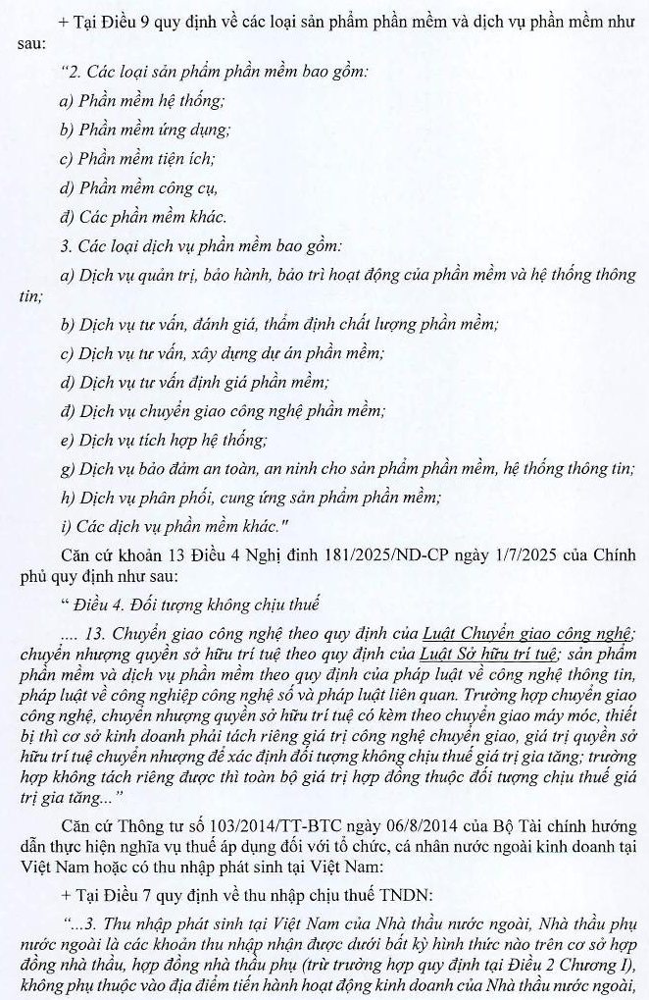 + Tại Điều 9 quy định về các loại sản phẩm phần mềm và dịch vụ phần mềm như
sau:
“2. Các loại sản phẩm phần mềm bao gồm:
a) Phần mềm hệ thống;
b) Phần mềm ứng dụng;
c) Phần mềm tiện ích;
d) Phần mềm công cụ,
đ) Các phần mềm khác.
3. Các loại dịch vụ phần mềm bao gồm:
a) Dịch vụ quản trị, bảo hành, bảo trì hoạt động của phần mềm và hệ thống thông
tin;
b) Dịch vụ tư vấn, đánh giá, thẩm định chất lượng phần mềm;
c) Dịch vụ tư vấn, xây dựng dự án phần mềm;
d) Dịch vụ tư vấn định giá phần mềm;
đ) Dịch vụ chuyển giao công nghệ phần mềm;
e) Dịch vụ tích hợp hệ thống;
g) Dịch vụ bảo đảm an toàn, an ninh cho sản phẩm phần mềm, hệ thống thông tin;
h) Dịch vụ phân phối, cung ứng sản phẩm phần mềm;
i) Các dịch vụ phần mềm khác."
Căn cứ khoản 13 Điều 4 Nghị đinh 181/2025/ND-CP ngày 1/7/2025 của Chính
phủ quy định như sau:
“ Điều 4. Đối tượng không chịu thuế
.... 13. Chuyển giao công nghệ theo quy định của Luật Chuyển giao công nghệ;
chuyển nhượng quyền sở hữu trí tuệ theo quy định của Luật Sở hữu trí tuệ; sản phẩm
phần mềm và dịch vụ phần mềm theo quy định của pháp luật về công nghệ thông tin,
pháp luật về công nghiệp công nghệ số và pháp luật liên quan. Trường hợp chuyển giao
công nghệ, chuyển nhượng quyền sở hữu trí tuệ có kèm theo chuyển giao máy móc, thiết
bị thì cơ sở kinh doanh phải tách riêng giá trị công nghệ chuyển giao, giá trị quyền sở
hữu trí tuệ chuyển nhượng để xác định đối tượng không chịu thuế giá trị gia tăng; trường
hợp không tách riêng được thì toàn bộ giá trị hợp đồng thuộc đối tượng chịu thuế giá
trị gia tăng...”
Căn cứ Thông tư số 103/2014/TT-BTC ngày 06/8/2014 của Bộ Tài chính hướng
dẫn thực hiện nghĩa vụ thuế áp dụng đối với tổ chức, cá nhân nước ngoài kinh doanh tại
Việt Nam hoặc có thu nhập phát sinh tại Việt Nam:
+ Tại Điều 7 quy định về thu nhập chịu thuế TNDN:
“...3. Thu nhập phát sinh tại Việt Nam của Nhà thầu nước ngoài, Nhà thầu phụ
nước ngoài là các khoản thu nhập nhận được dưới bất kỳ hình thức nào trên cơ sở hợp
đồng nhà thầu, hợp đồng nhà thầu phụ (trừ trường hợp quy định tại Điều 2 Chương I),
không phụ thuộc vào địa điểm tiến hành hoạt động kinh doanh của Nhà thầu nước ngoài,